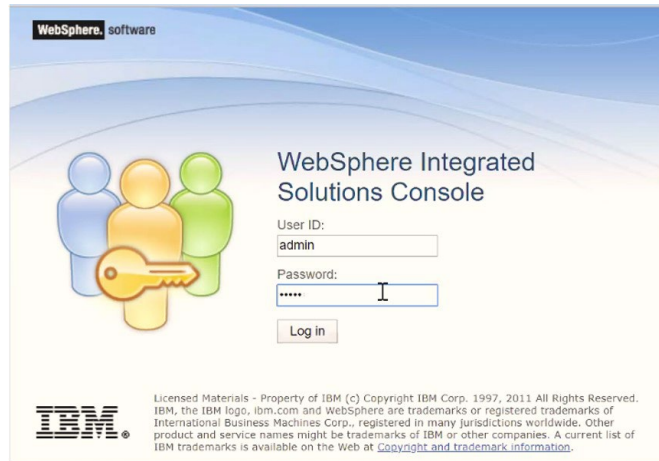 WebSphere. software
WebSphere Integrated
Solutions Console
User ID:
admin
Password:
•••••
Log in
Licensed Materials - Property of IBM (c) Copyright IBM Corp. 1997, 2011 All Rights Reserved.
IBM, the IBM logo, ibm.com and WebSphere are trademarks or registered trademarks of
International Business Machines Corp., registered in many jurisdictions worldwide. Other
product and service names might be trademarks of IBM or other companies. A current list of
IBM trademarks is available on the Web at Copyright and trademark information.
IBM®